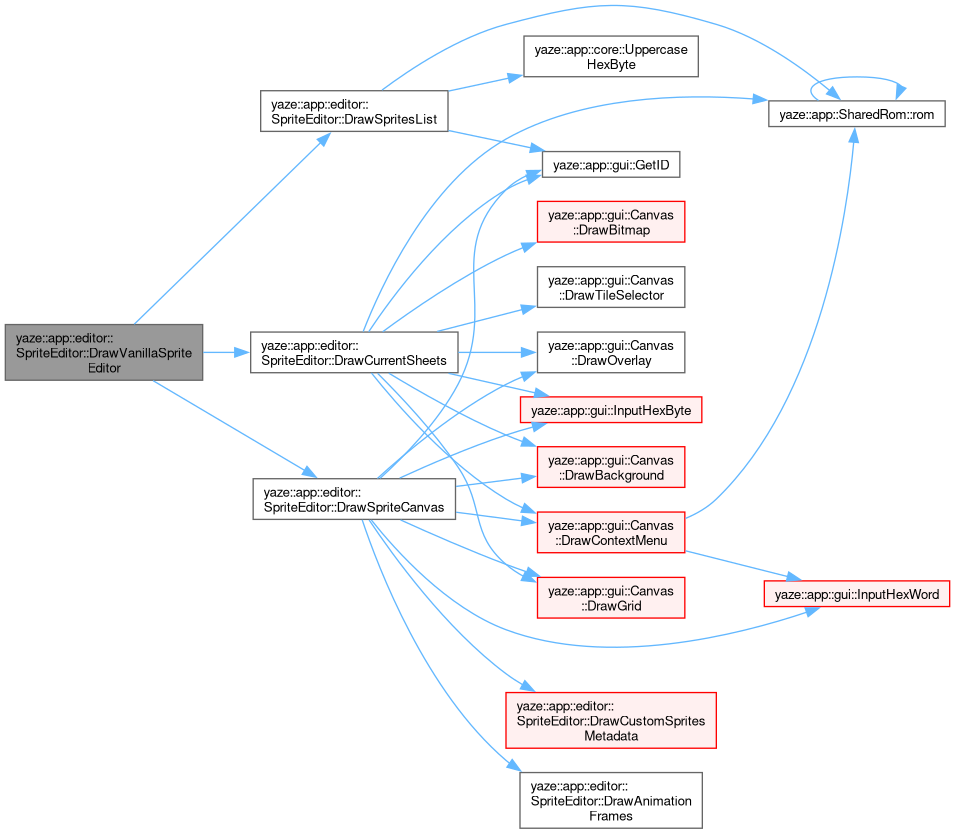 yaze::app::core::Uppercase
HexByte
yaze::app::editor::
SpriteEditor::DrawSpritesList
yaze::app::SharedRom::rom
yaze::app::gui::GetID
yaze::app::gui::Canvas
::DrawBitmap
yaze::app::gui::Canvas
::DrawTileSelector
yaze::app::editor::
SpriteEditor::DrawVanillaSprite
Editor
yaze::app::editor::
SpriteEditor::DrawCurrentSheets
yaze::app::gui::Canvas
::DrawOverlay
yaze::app::gui::InputHexByte
yaze::app::gui::Canvas
::DrawBackground
yaze::app::editor::
SpriteEditor::DrawSpriteCanvas
yaze::app::gui::Canvas
::DrawContextMenu
yaze::app::gui::Canvas
::DrawGrid
yaze::app::gui::InputHexWord
yaze::app::editor::
SpriteEditor::DrawCustomSprites
Metadata
yaze::app::editor::
SpriteEditor::DrawAnimation
Frames